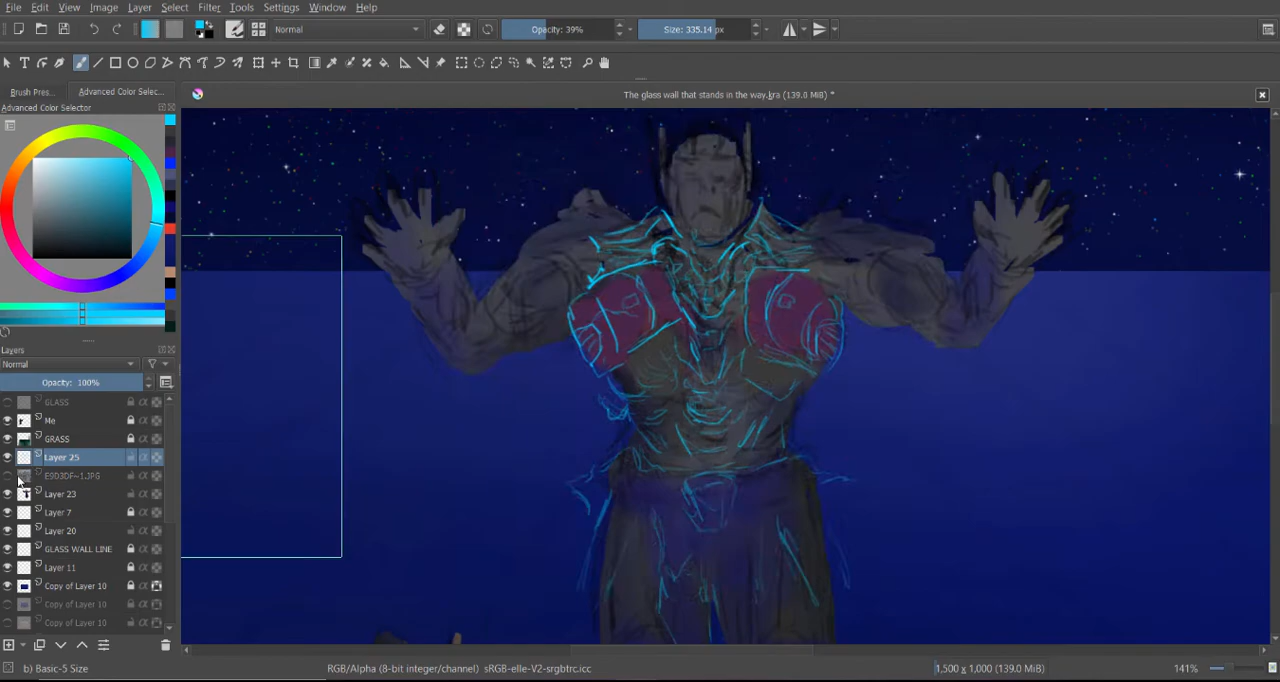 File Edit View Image Layer Select Filter Tools Settings Window Help
Normal Opacity: 39% Size: 335.14 px
Brush Pres... Advanced Color Selec...
The glass wall that stands in the way.kra (139.0 MiB) *
Advanced Color Selector
Layers
Normal
Opacity: 100%
GLASS
Me
GRASS
Layer 25
E9D3DF~1.JPG
Layer 23
Layer 7
Layer 20
GLASS WALL LINE
Layer 11
Copy of Layer 10
Copy of Layer 10
Copy of Layer 10
b) Basic-5 Size RGB/Alpha (8-bit integer/channel) sRGB-elle-V2-srgbtrc.icc 1,500 x 1,000 (139.0 MiB) 141%